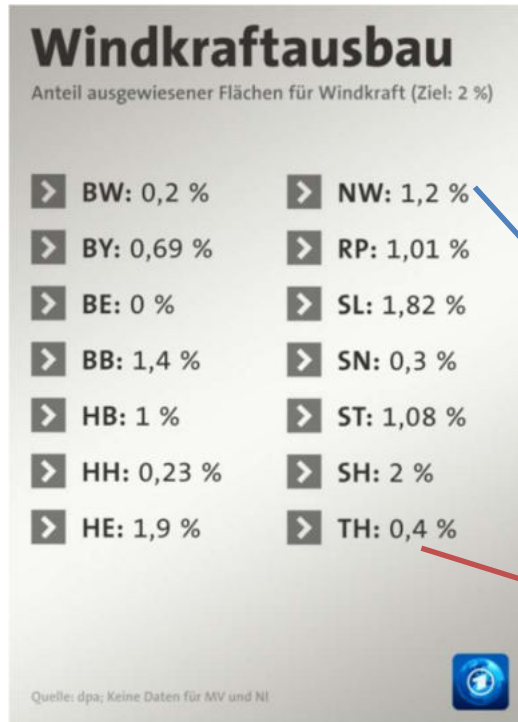 Windkraftausbau
Anteil ausgewiesener Flächen für Windkraft (Ziel: 2 %)
BW: 0,2 %
BY: 0,69 %
BE: 0 %
BB: 1,4 %
HB: 1 %
HH: 0,23 %
HE: 1,9 %
NW: 1,2 %
RP: 1,01 %
SL: 1,82 %
SN: 0,3 %
ST: 1,08 %
SH: 2 %
TH: 0,4 %
Quelle: dpa; Keine Daten für MV und NI
1